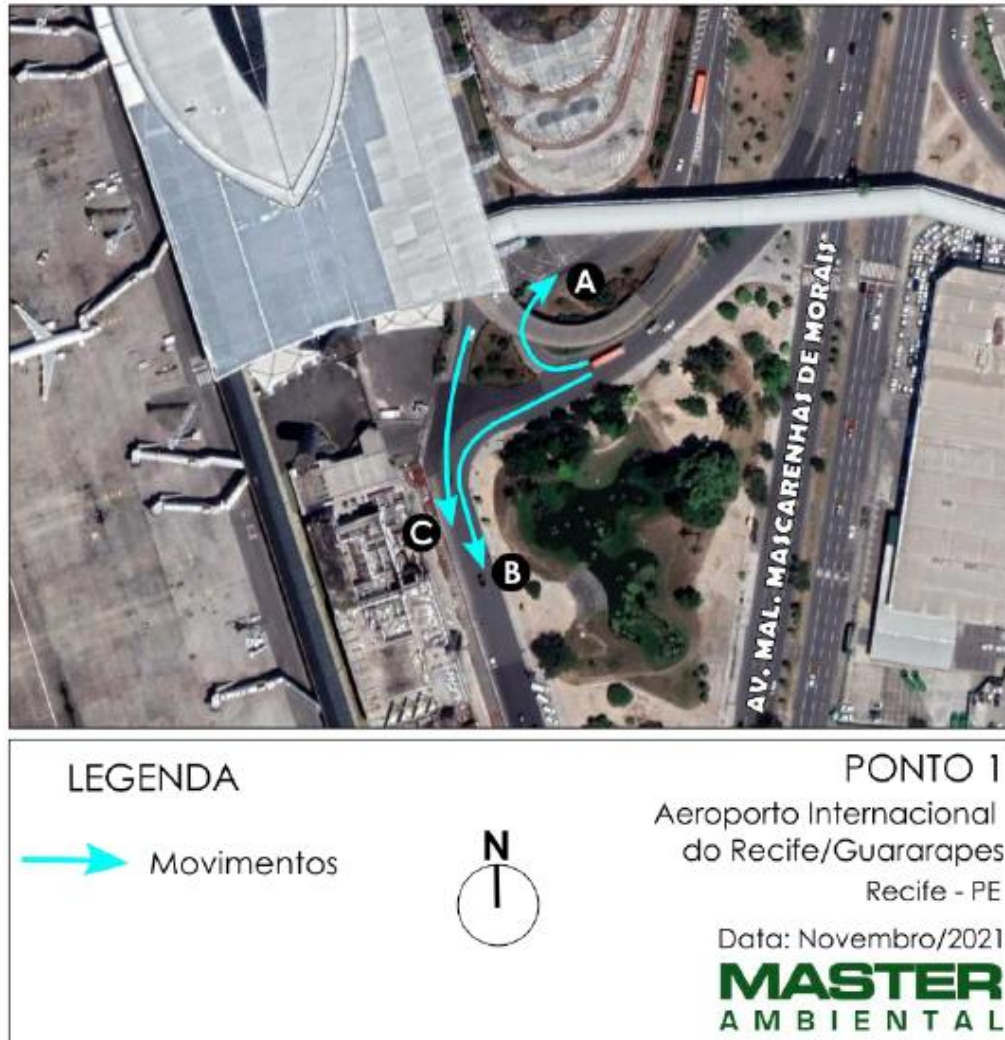 A
C
B
AV. MAL. MASCARENHAS DE MORAIS
LEGENDA
Movimentos
N
PONTO 1
Aeroporto Internacional
do Recife/Guararapes
Recife - PE
Data: Novembro/2021
MASTER
AMBIENTAL